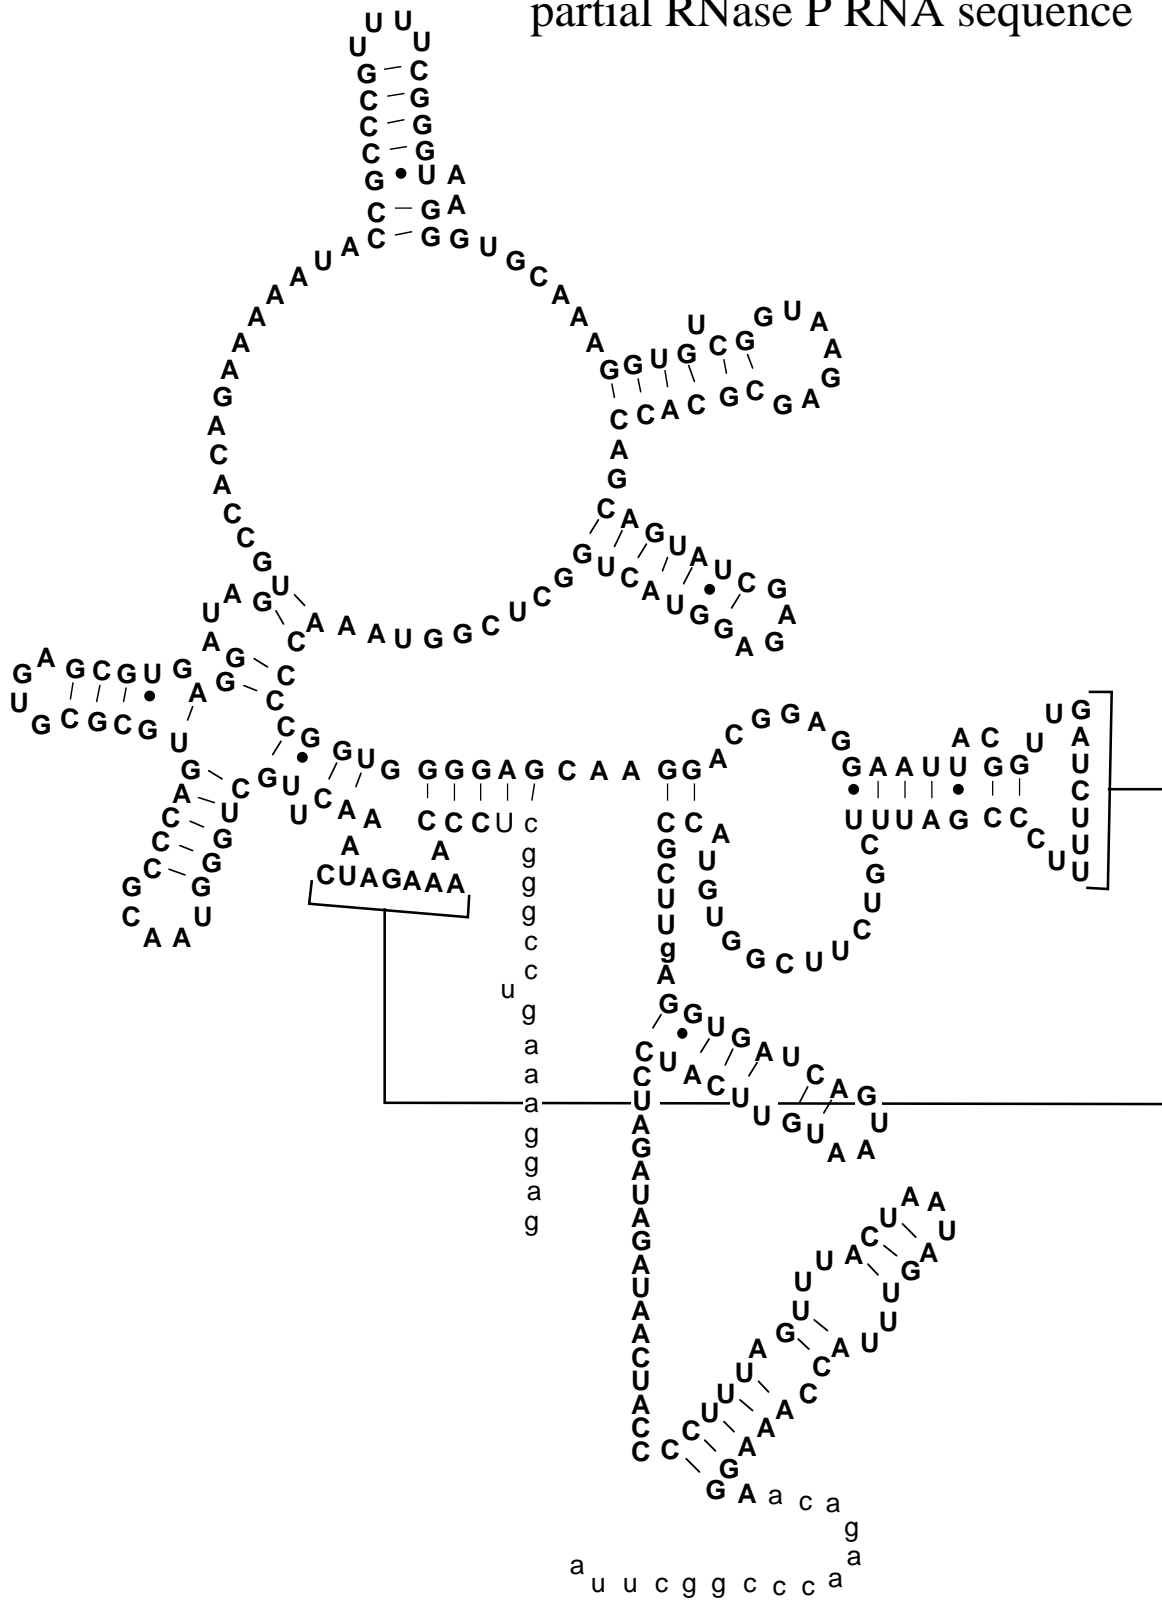 partial RNase P RNA sequence
U U U U
G C C C G C C
C G G G U G G
A A
A C A G A A A A A A U A
G U G C A A A
G G U G U C G G U A A G A G C G C A C C
A G
C A G U A U C G A G A G G U A C U G
G C U C G G U A A A
C C G U G A U A G G
A C C C C
G A G C G U G A
U G C G C G U
G A C C C G C A A U G G G U C G
G G U G
U U C A A A
C U A G A A A A
G G G A G C A A G G A C G G A G
C C C U c g g g c c u g a a a g g a g
G A A U U A C G G U U G A U C U U U U C C C G A U U U
C G U C U U C G G U G U A C
C G C U U g A
G G U G A U C A G U A A U G U U C A U C
C U A G A U A G A U A A C U A C C
C C U U U A G U U U A C U A A U A G U U U A C C A A A G G A
a c a g a a c c c g g c u u a